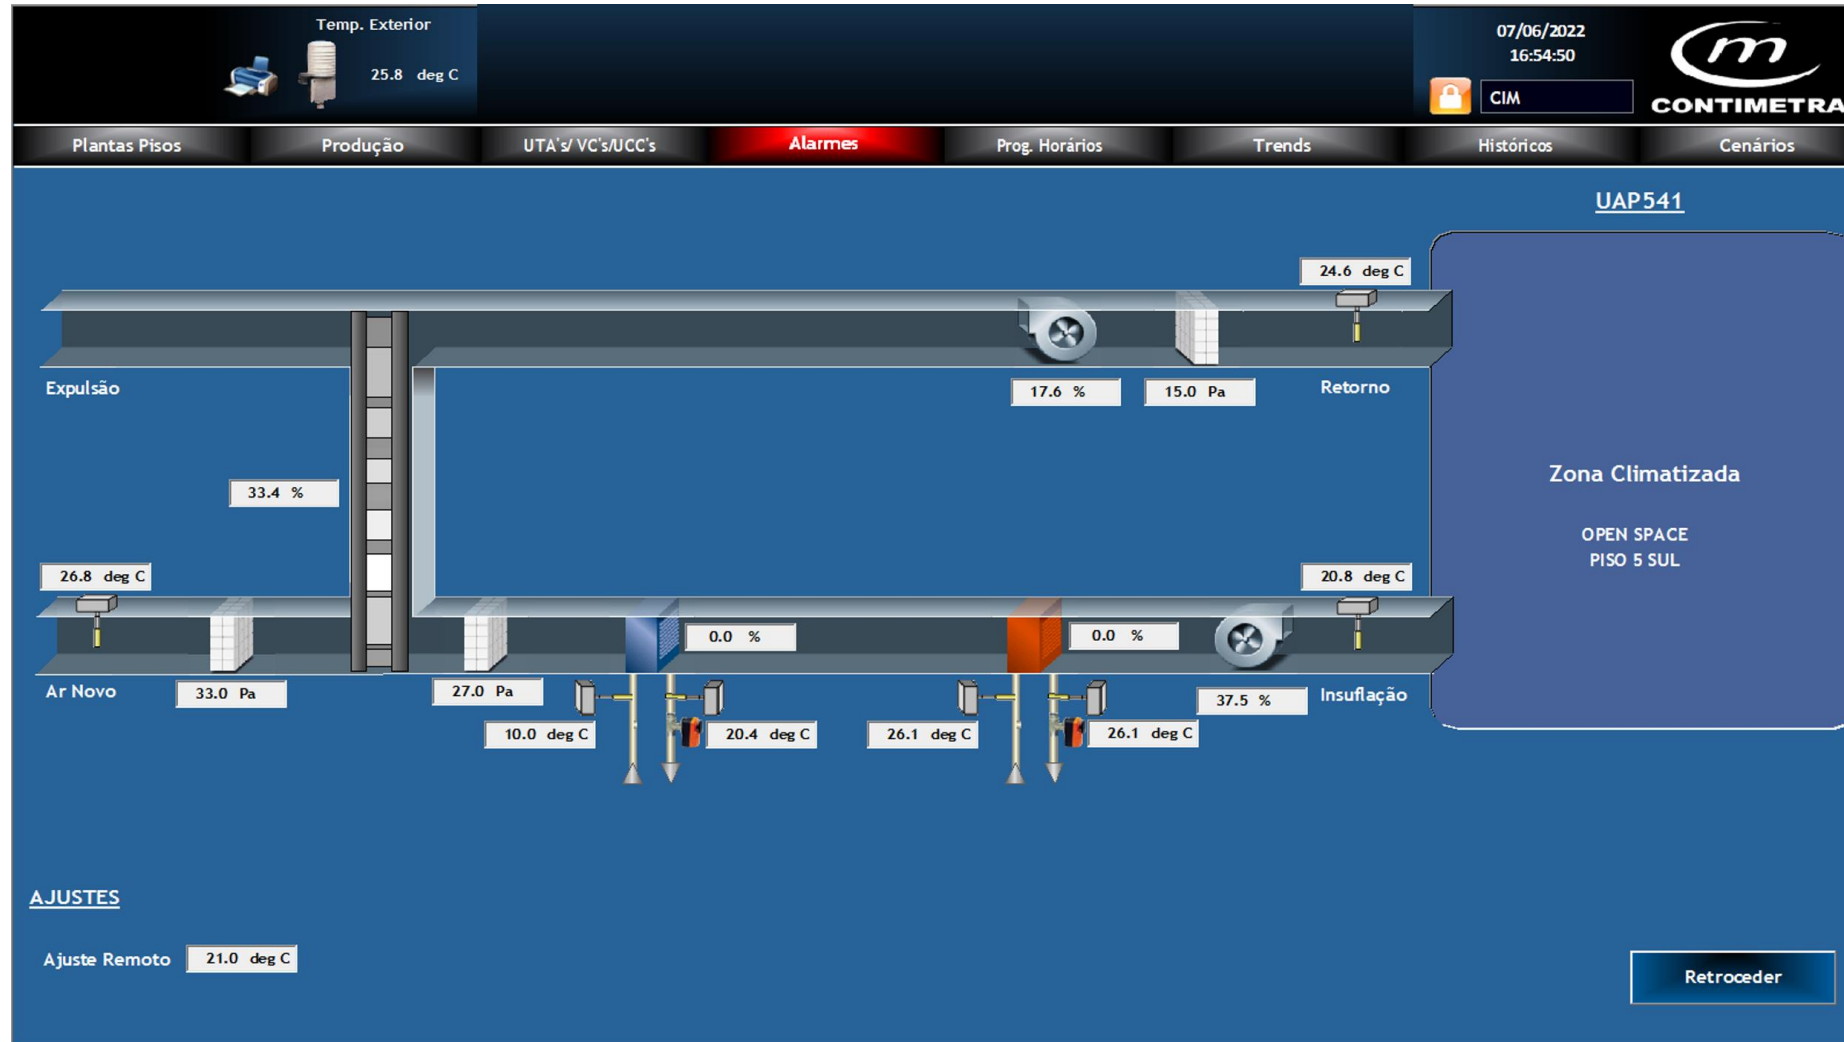 Temp. Exterior
25.8 deg C
07/06/2022
16:54:50
CIM
CONTIMETRA
Plantas Pisos
Produção
UTA's/ VC's/UCC's
Alarmes
Prog. Horários
Trends
Históricos
Cenários
UAP541
24.6 deg C
Expulsão
17.6 %
15.0 Pa
Retorno
33.4 %
Zona Climatizada
OPEN SPACE
PISO 5 SUL
26.8 deg C
20.8 deg C
0.0 %
0.0 %
Ar Novo
33.0 Pa
27.0 Pa
37.5 %
Insuflação
10.0 deg C
20.4 deg C
26.1 deg C
26.1 deg C
AJUSTES
Ajuste Remoto
21.0 deg C
Retroceder